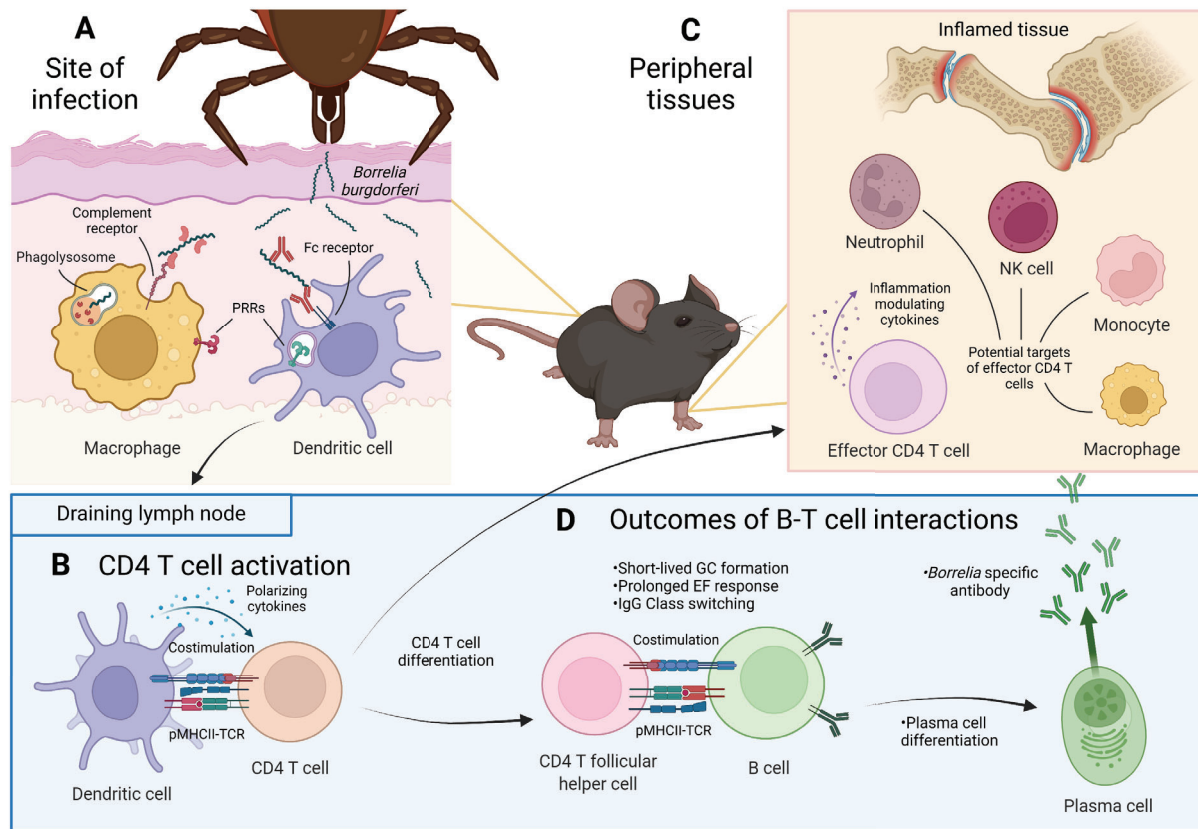 A
Site of
infection
Borrelia
burgdorferi
Complement
receptor
Phagolysosome
Fc receptor
PRRs
Macrophage
Dendritic cell
C
Peripheral
tissues
Inflamed tissue
Neutrophil
NK cell
Monocyte
Inflammation
modulating
cytokines
Potential targets
of effector CD4 T
cells
Effector CD4 T cell
Macrophage
Draining lymph node
B CD4 T cell activation
Polarizing
cytokines
Costimulation
pMHCII-TCR
Dendritic cell
CD4 T cell
CD4 T cell
differentiation
D Outcomes of B-T cell interactions
•Short-lived GC formation
•Prolonged EF response
•IgG Class switching
Costimulation
pMHCII-TCR
CD4 T follicular
helper cell
B cell
•Plasma cell
differentiation
•Borrelia specific
antibody
Plasma cell